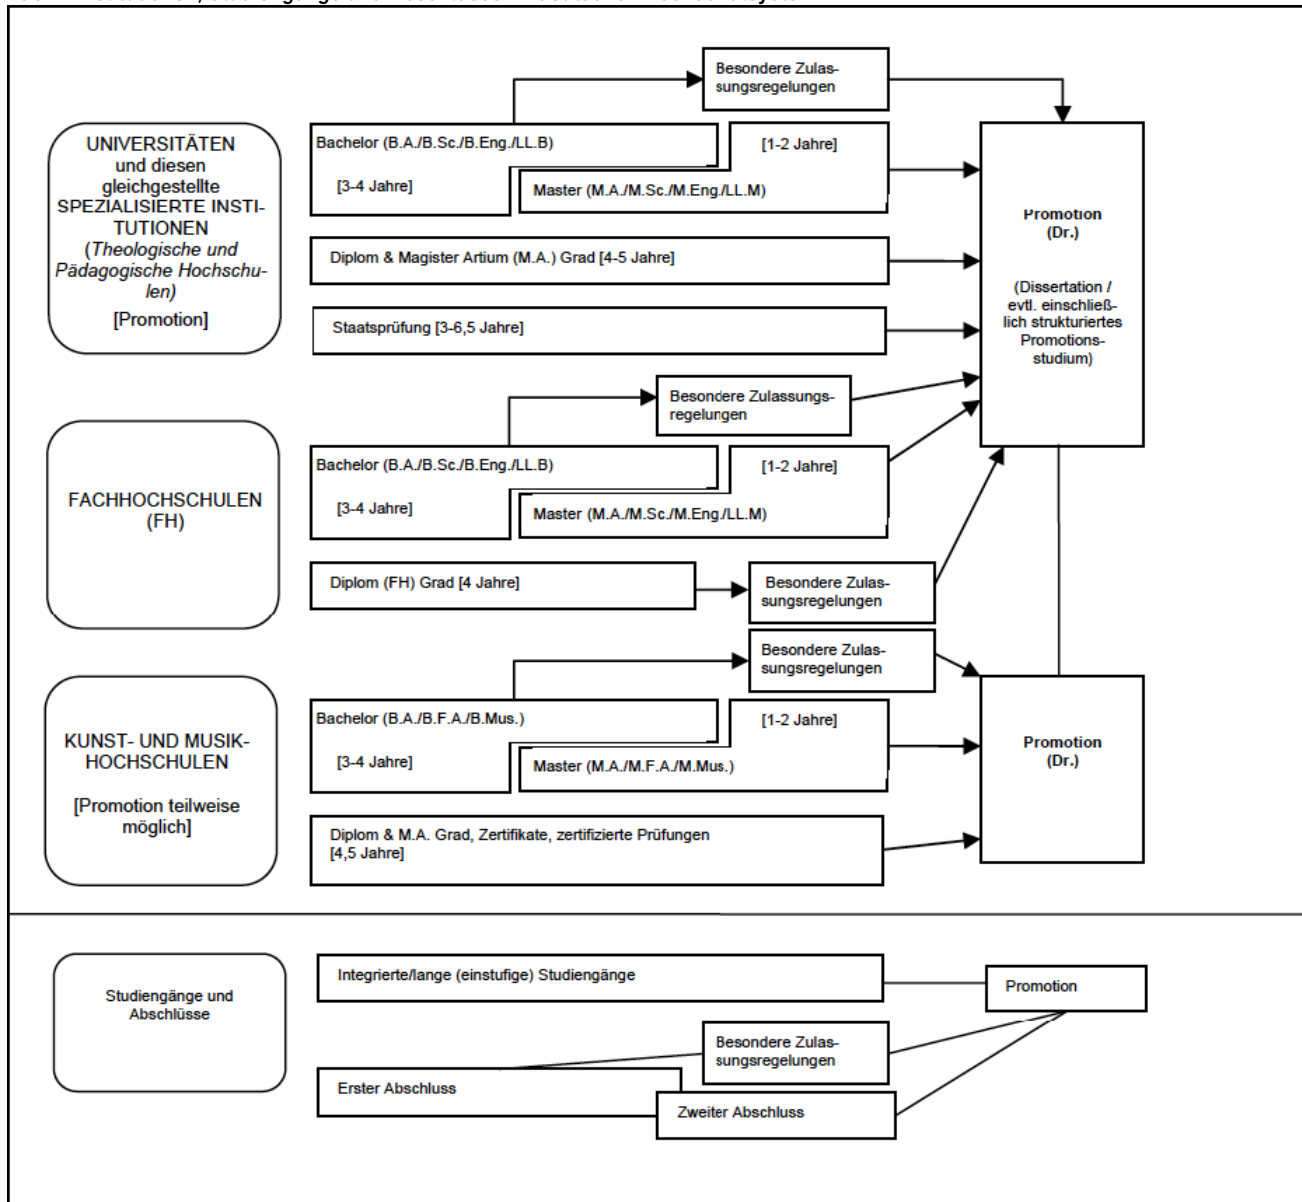 Besondere Zulas-
sungsregelungen
UNIVERSITÄTEN
und diesen
gleichgestellte
SPEZIALISIERTE INSTI-
TUTIONEN
(Theologische und
Pädagogische Hochschu-
len)
[Promotion]
Bachelor (B.A./B.Sc./B.Eng./LL.B)
[3-4 Jahre]
[1-2 Jahre]
Master (M.A./M.Sc./M.Eng./LL.M)
Diplom & Magister Artium (M.A.) Grad [4-5 Jahre]
Staatsprüfung [3-6,5 Jahre]
Promotion
(Dr.)
(Dissertation /
evtl. einschließ-
lich strukturiertes
Promotions-
studium)
Besondere Zulassungs-
regelungen
FACHHOCHSCHULEN
(FH)
Bachelor (B.A./B.Sc./B.Eng./LL.B)
[3-4 Jahre]
[1-2 Jahre]
Master (M.A./M.Sc./M.Eng./LL.M)
Diplom (FH) Grad [4 Jahre]
Besondere Zulas-
sungsregelungen
Besondere Zulas-
sungsregelungen
KUNST- UND MUSIK-
HOCHSCHULEN
[Promotion teilweise
möglich]
Bachelor (B.A./B.F.A./B.Mus.)
[3-4 Jahre]
[1-2 Jahre]
Master (M.A./M.F.A./M.Mus.)
Diplom & M.A. Grad, Zertifikate, zertifizierte Prüfungen
[4,5 Jahre]
Promotion
(Dr.)
Studiengänge und
Abschlüsse
Integrierte/lange (einstufige) Studiengänge
Promotion
Besondere Zulas-
sungsregelungen
Erster Abschluss
Zweiter Abschluss